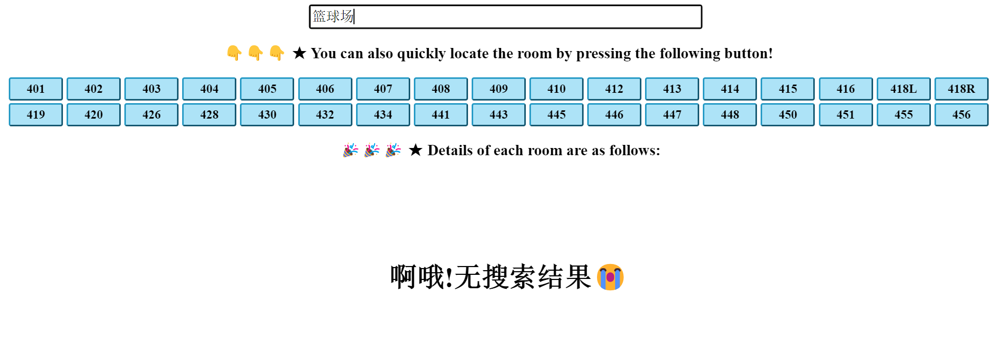 篮球场
👇👇👇 ★ You can also quickly locate the room by pressing the following button!
401 402 403 404 405 406 407 408 409 410 412 413 414 415 416 418L 418R
419 420 426 428 430 432 434 441 443 445 446 447 448 450 451 455 456
🎉🎉🎉 ★ Details of each room are as follows:
啊哦!无搜索结果😭